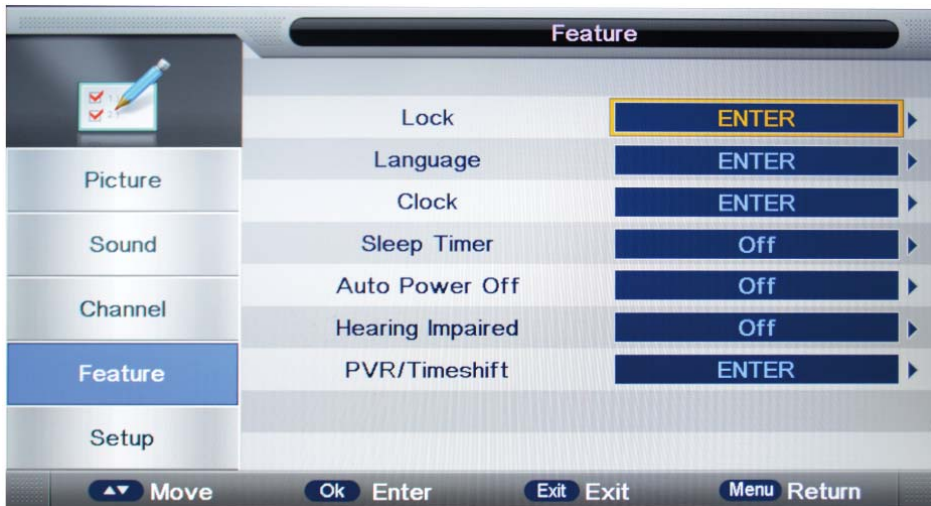 Feature
Lock ENTER
Language ENTER
Clock ENTER
Sleep Timer Off
Auto Power Off Off
Hearing Impaired Off
PVR/Timeshift ENTER
Picture
Sound
Channel
Feature
Setup
Move Ok Enter Exit Exit Menu Return